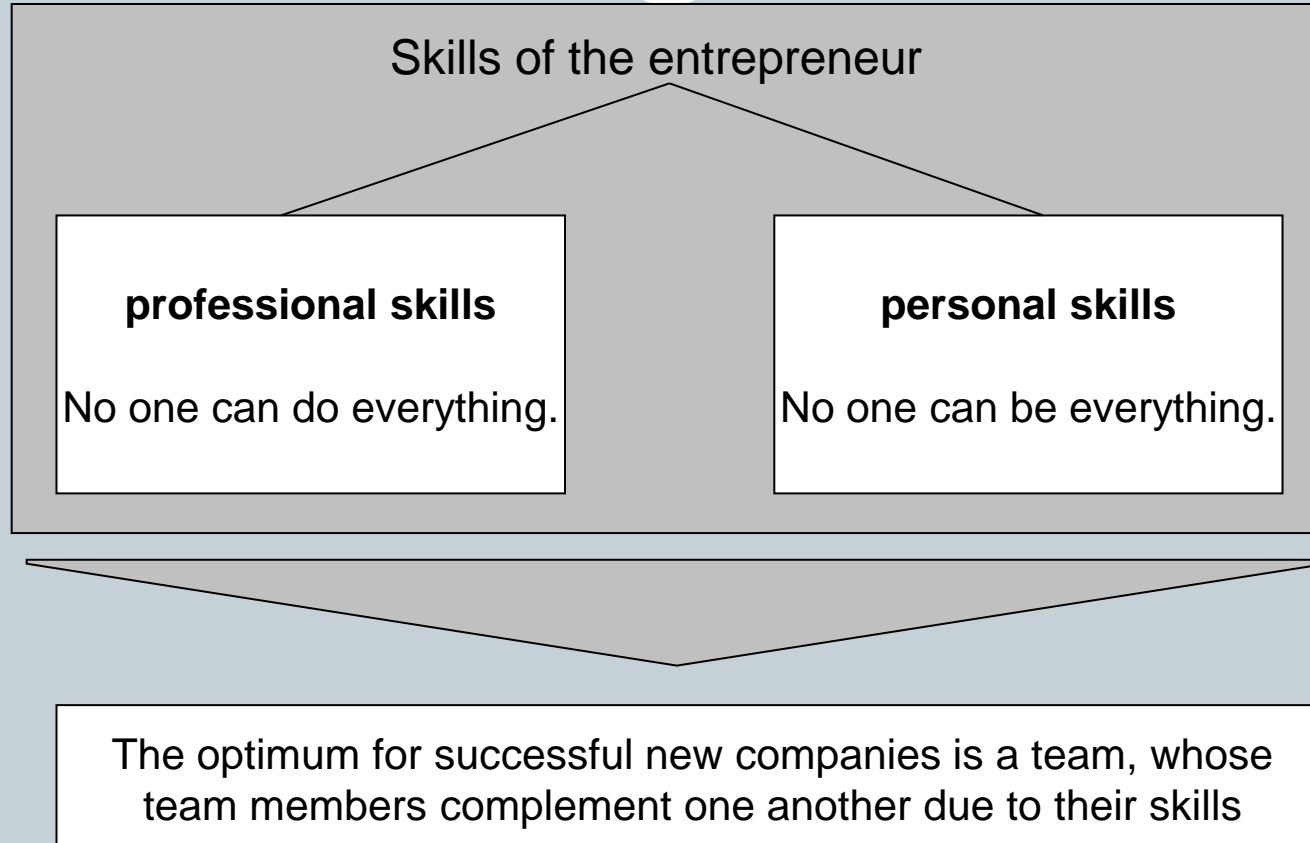 Skills of the entrepreneur
professional skills
No one can do everything.
personal skills
No one can be everything.
The optimum for successful new companies is a team, whose
team members complement one another due to their skills